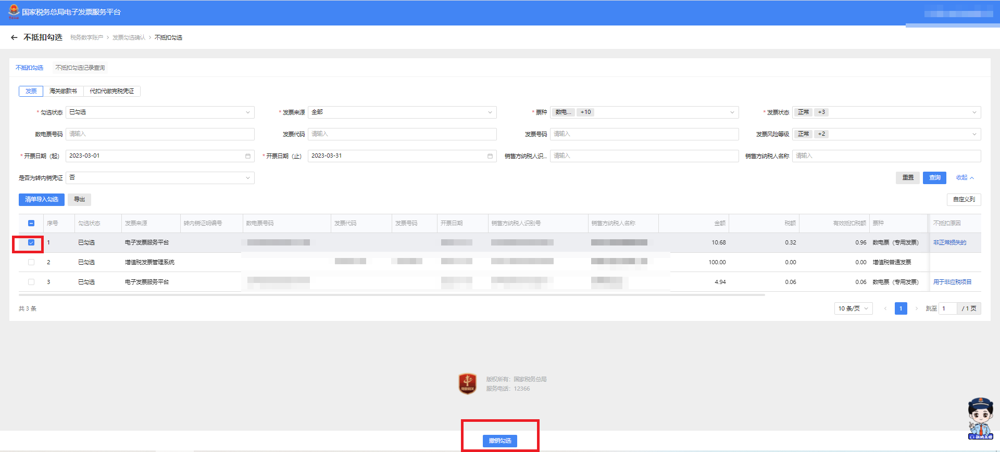 国家税务总局电子发票服务平台
不抵扣勾选 税务数字账户 > 发票勾选确认 > 不抵扣勾选
不抵扣勾选 不抵扣勾选记录查询
发票 海关缴款书 代扣代缴完税凭证
* 勾选状态 已勾选 * 发票来源 全部 * 票种 数电... +10 * 发票状态 正常 +3
数电票号码 请输入 发票代码 请输入 发票号码 请输入 发票风险等级 正常 +2
* 开票日期（起） 2023-03-01 * 开票日期（止） 2023-03-31 销售方纳税人识... 请输入 销售方纳税人名称 请输入
是否为转内销凭证 否 重置 查询 收起
清单导入勾选 导出 自定义列
序号 勾选状态 发票来源 转内销证明编号 数电票号码 发票代码 发票号码 开票日期 销售方纳税人识别号 销售方纳税人名称 金额 税额 有效抵扣税额 票种 不抵扣原因
1 已勾选 电子发票服务平台 10.68 0.32 0.96 数电票（专用发票） 非正常损失的
2 已勾选 增值税发票管理系统 100.00 0.00 0.00 增值税普通发票
3 已勾选 电子发票服务平台 4.94 0.06 0.06 数电票（专用发票） 用于非应税项目
共 3 条 10 条/页 < 1 > 跳至 1 / 1 页
版权所有：国家税务总局
服务电话：12366
撤销勾选